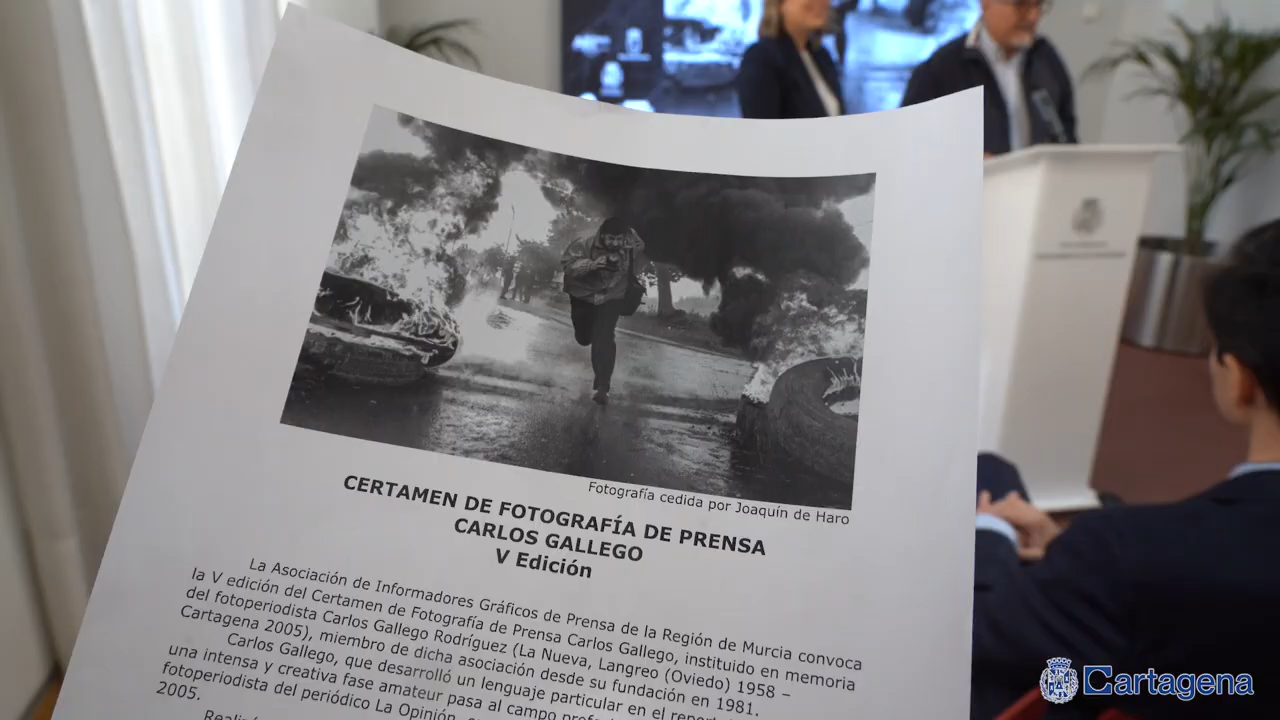 Fotografía cedida por Joaquín de Haro
CERTAMEN DE FOTOGRAFÍA DE PRENSA
CARLOS GALLEGO
V Edición
La Asociación de Informadores Gráficos de Prensa de la Región de Murcia convoca
la V edición del Certamen de Fotografía de Prensa Carlos Gallego, instituido en memoria
del fotoperiodista Carlos Gallego Rodríguez (La Nueva, Langreo (Oviedo) 1958 –
Cartagena 2005), miembro de dicha asociación desde su fundación en 1981.
Carlos Gallego, que desarrolló un lenguaje particular en el
una intensa y creativa fase amateur pasa al campo
fotoperiodista del periódico La Opinión,
2005.
Cartagena